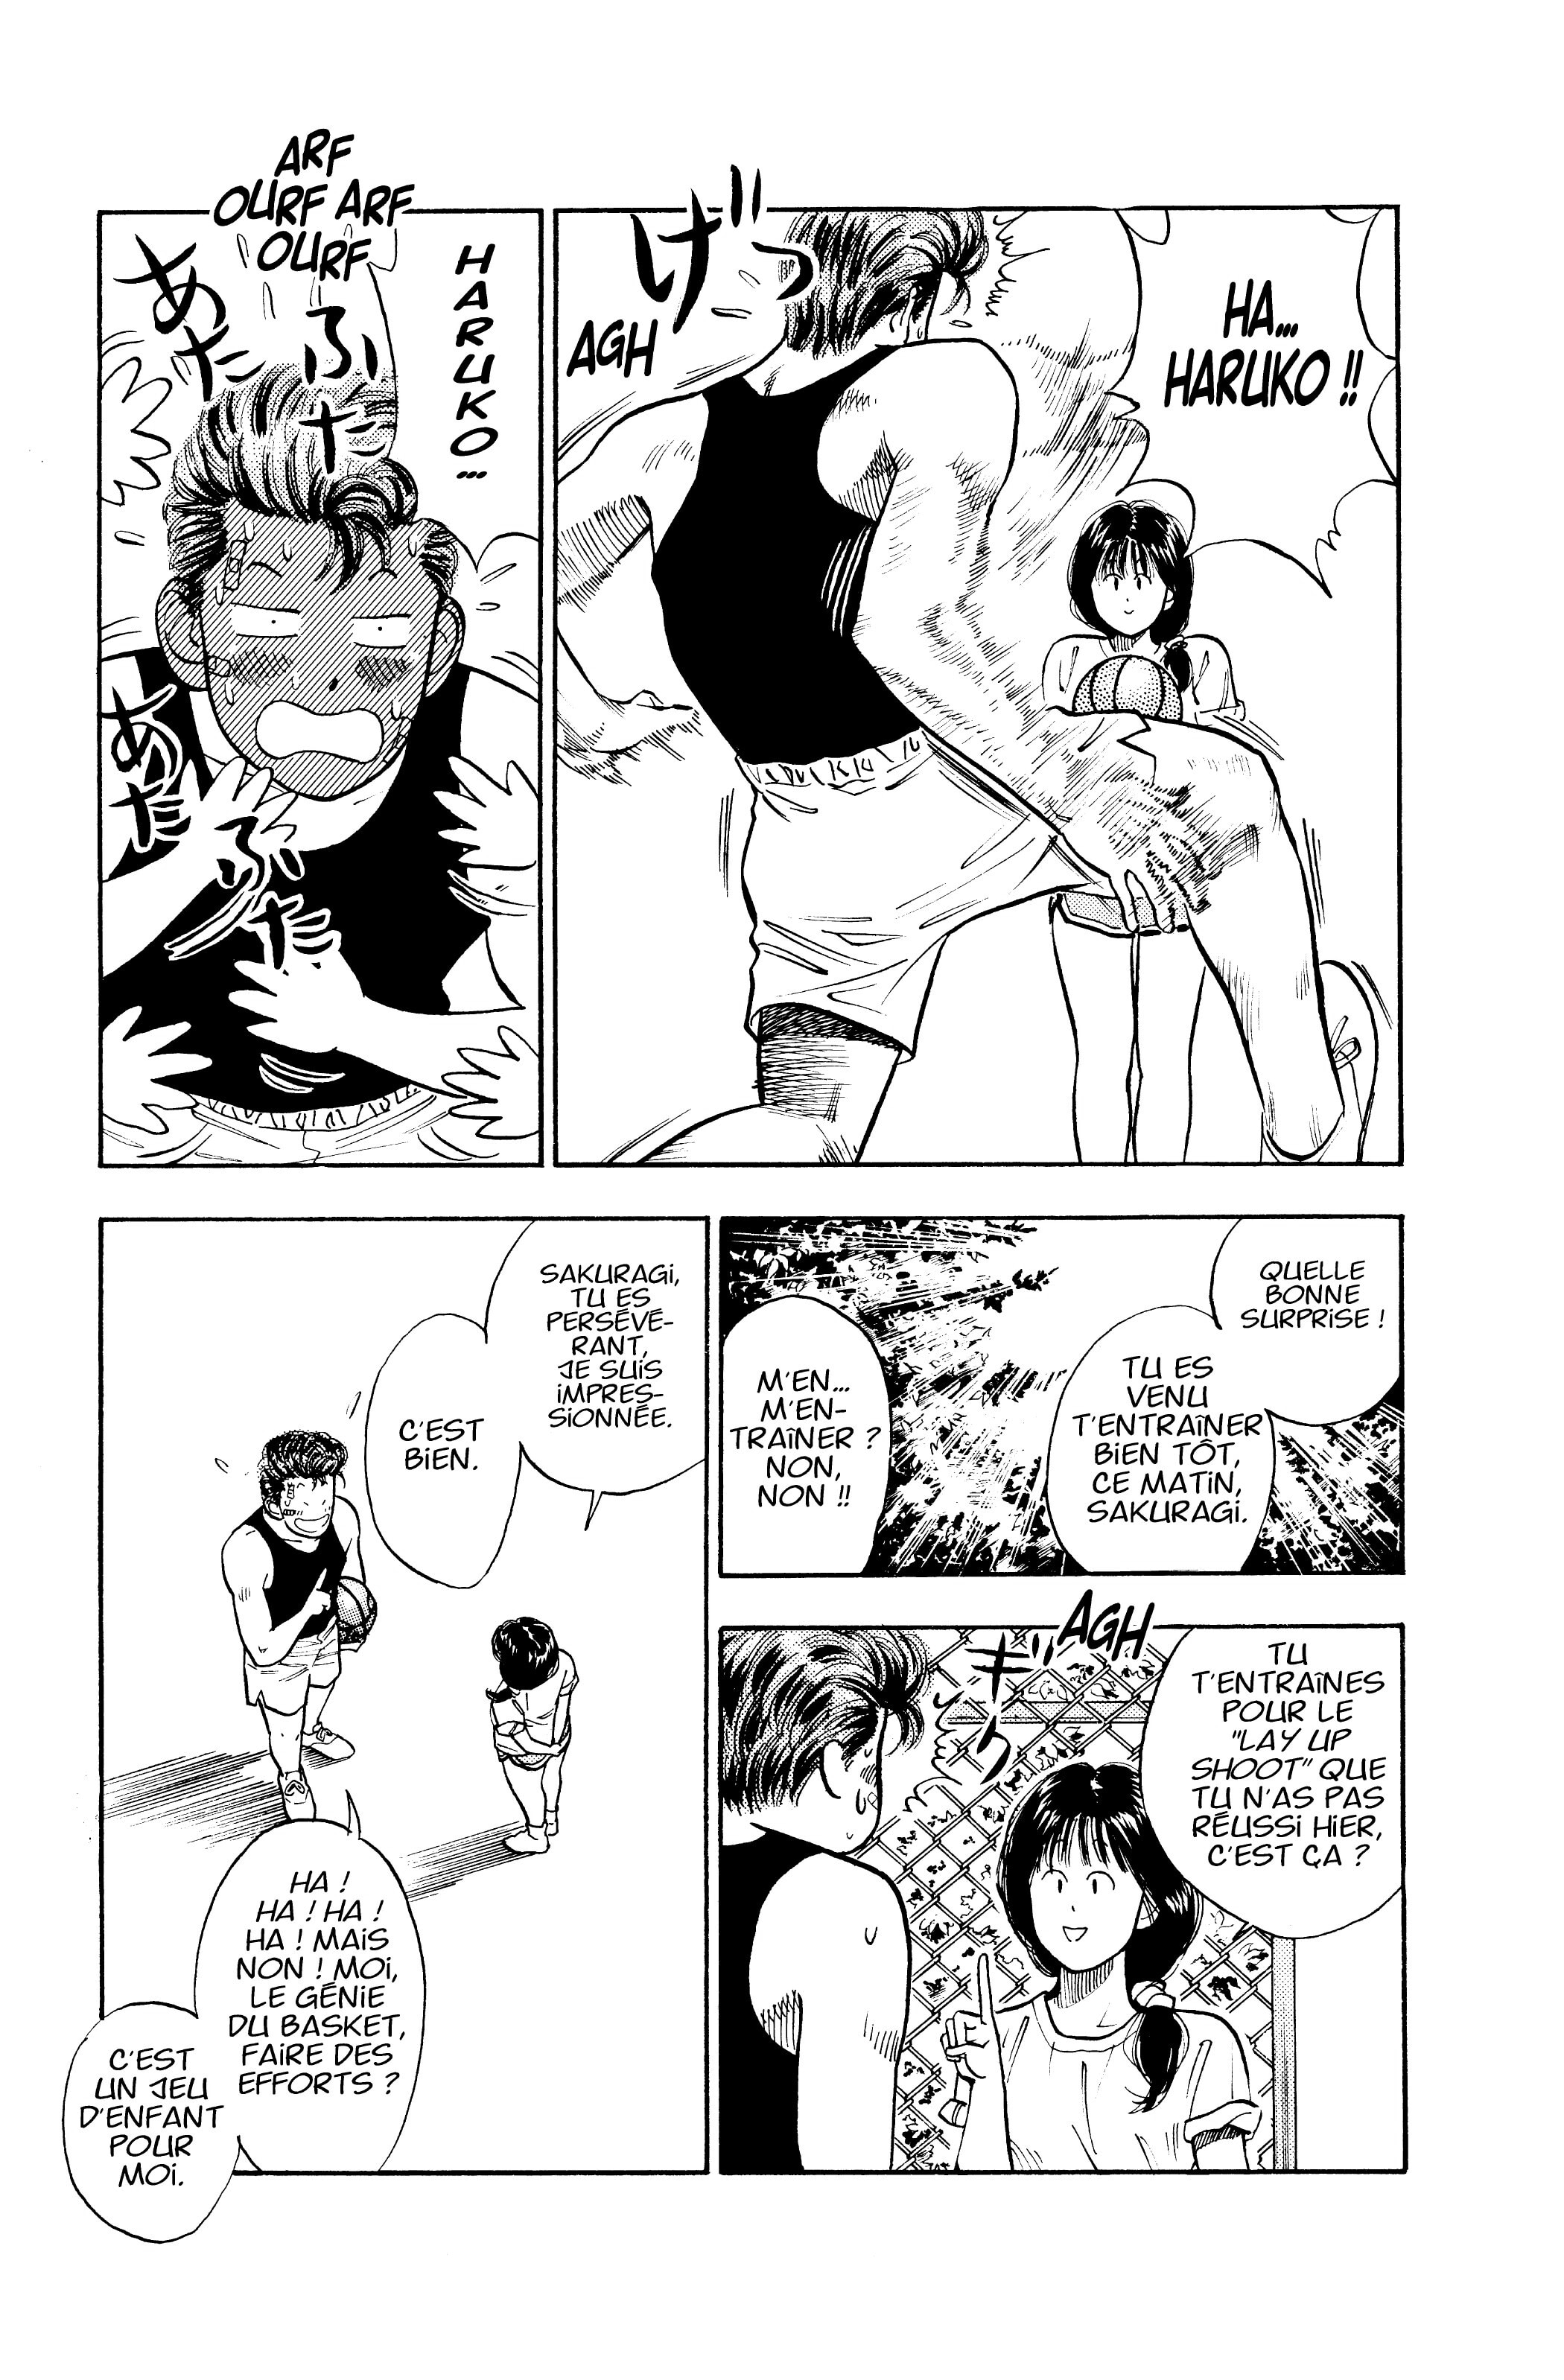 げっ
AGH
HA...
HARUKO !!
ARF
OURF ARF
OURF
HARUKO...
あた
ふた
あた
ふた
QUELLE
BONNE
SURPRISE !
TU ES
VENU
T'ENTRAÎNER
BIEN TÔT,
CE MATIN,
SAKURAGI.
M'EN...
M'EN-
TRAÎNER ?
NON,
NON !!
AGH
ギク
TU
T'ENTRAÎNES
POUR LE
"LAY UP
SHOOT" QUE
TU N'AS PAS
RÉUSSI HIER,
C'EST ÇA ?
SAKURAGI,
TU ES
PERSÉVÉ-
RANT,
JE SUIS
IMPRES-
SIONNÉE.
C'EST
BIEN.
HA !
HA ! HA !
HA ! MAIS
NON ! MOI,
LE GÉNIE
DU BASKET,
FAIRE DES
EFFORTS ?
C'EST
UN JEU
D'ENFANT
POUR
MOI.